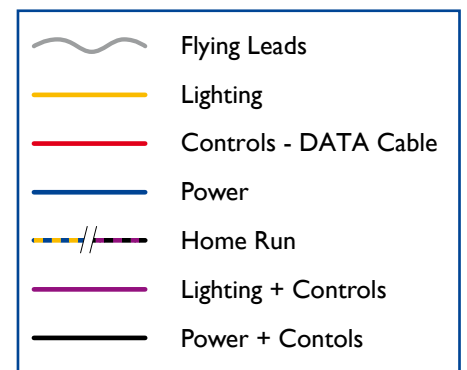 Flying Leads
Lighting
Controls - DATA Cable
Power
Home Run
Lighting + Controls
Power + Contols